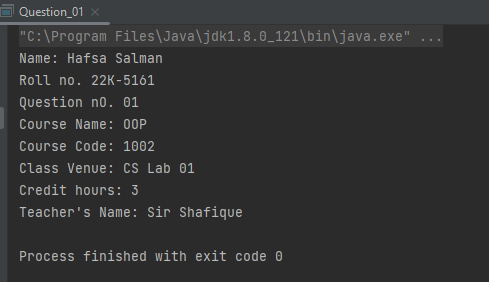 Question_01
"C:\Program Files\Java\jdk1.8.0_121\bin\java.exe" ...
Name: Hafsa Salman
Roll no. 22K-5161
Question nO. 01
Course Name: OOP
Course Code: 1002
Class Venue: CS Lab 01
Credit hours: 3
Teacher's Name: Sir Shafique
Process finished with exit code 0